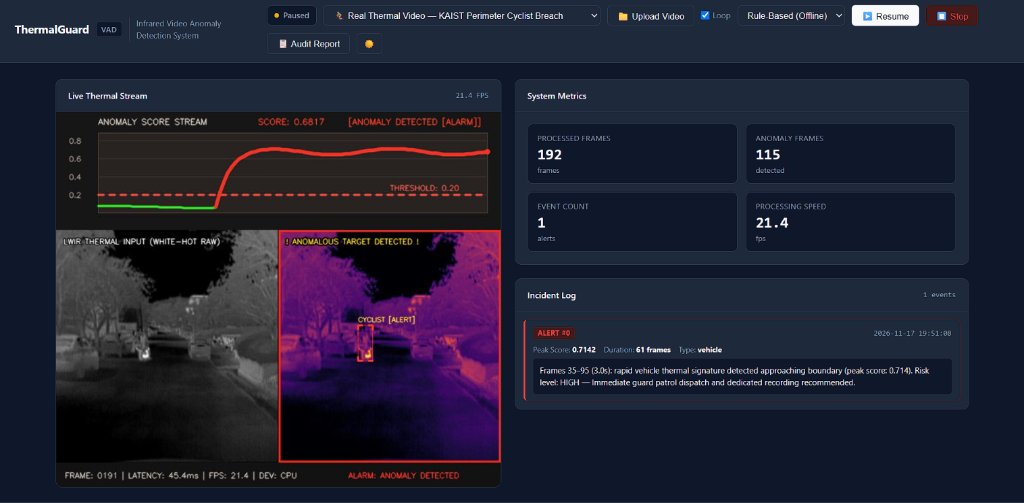 ThermalGuard
VAD
Infrared Video Anomaly
Detection System
Paused
Real Thermal Video — KAIST Perimeter Cyclist Breach
Upload Video
Loop
Rule-Based (Offline)
Resume
Stop
Audit Report
Live Thermal Stream
21.4 FPS
ANOMALY SCORE STREAM
SCORE: 0.6817
[ANOMALY DETECTED [ALARM]]
0.8
0.6
0.4
0.2
THRESHOLD: 0.20
LWIR THERMAL INPUT (WHITE-HOT RAW)
! ANOMALOUS TARGET DETECTED !
CYCLIST [ALERT]
FRAME: 0191 | LATENCY: 45.4ms | FPS: 21.4 | DEV: CPU
ALARM: ANOMALY DETECTED
System Metrics
PROCESSED FRAMES
192
frames
ANOMALY FRAMES
115
detected
EVENT COUNT
1
alerts
PROCESSING SPEED
21.4
fps
Incident Log
1 events
ALERT #0
2026-11-17 19:51:08
Peak Score: 0.7142 Duration: 61 frames Type: vehicle
Frames 35–95 (3.0s): rapid vehicle thermal signature detected approaching boundary (peak score: 0.714). Risk
level: HIGH — Immediate guard patrol dispatch and dedicated recording recommended.